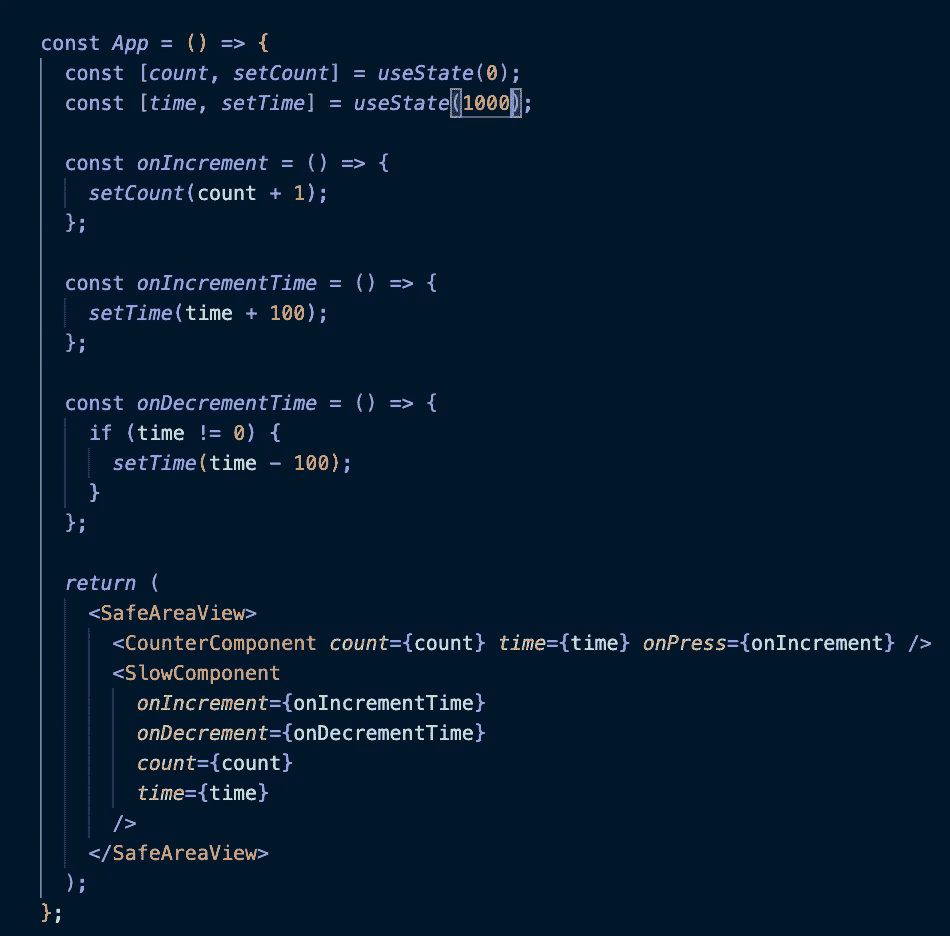 const App = () => {
  const [count, setCount] = useState(0);
  const [time, setTime] = useState(1000);
  const onIncrement = () => {
    setCount(count + 1);
  };
  const onIncrementTime = () => {
    setTime(time + 100);
  };
  const onDecrementTime = () => {
    if (time != 0) {
      setTime(time - 100);
    }
  };
  return (
    <SafeAreaView>
      <CounterComponent count={count} time={time} onPress={onIncrement} />
      <SlowComponent
        onIncrement={onIncrementTime}
        onDecrement={onDecrementTime}
        count={count}
        time={time}
      />
    </SafeAreaView>
  );
};